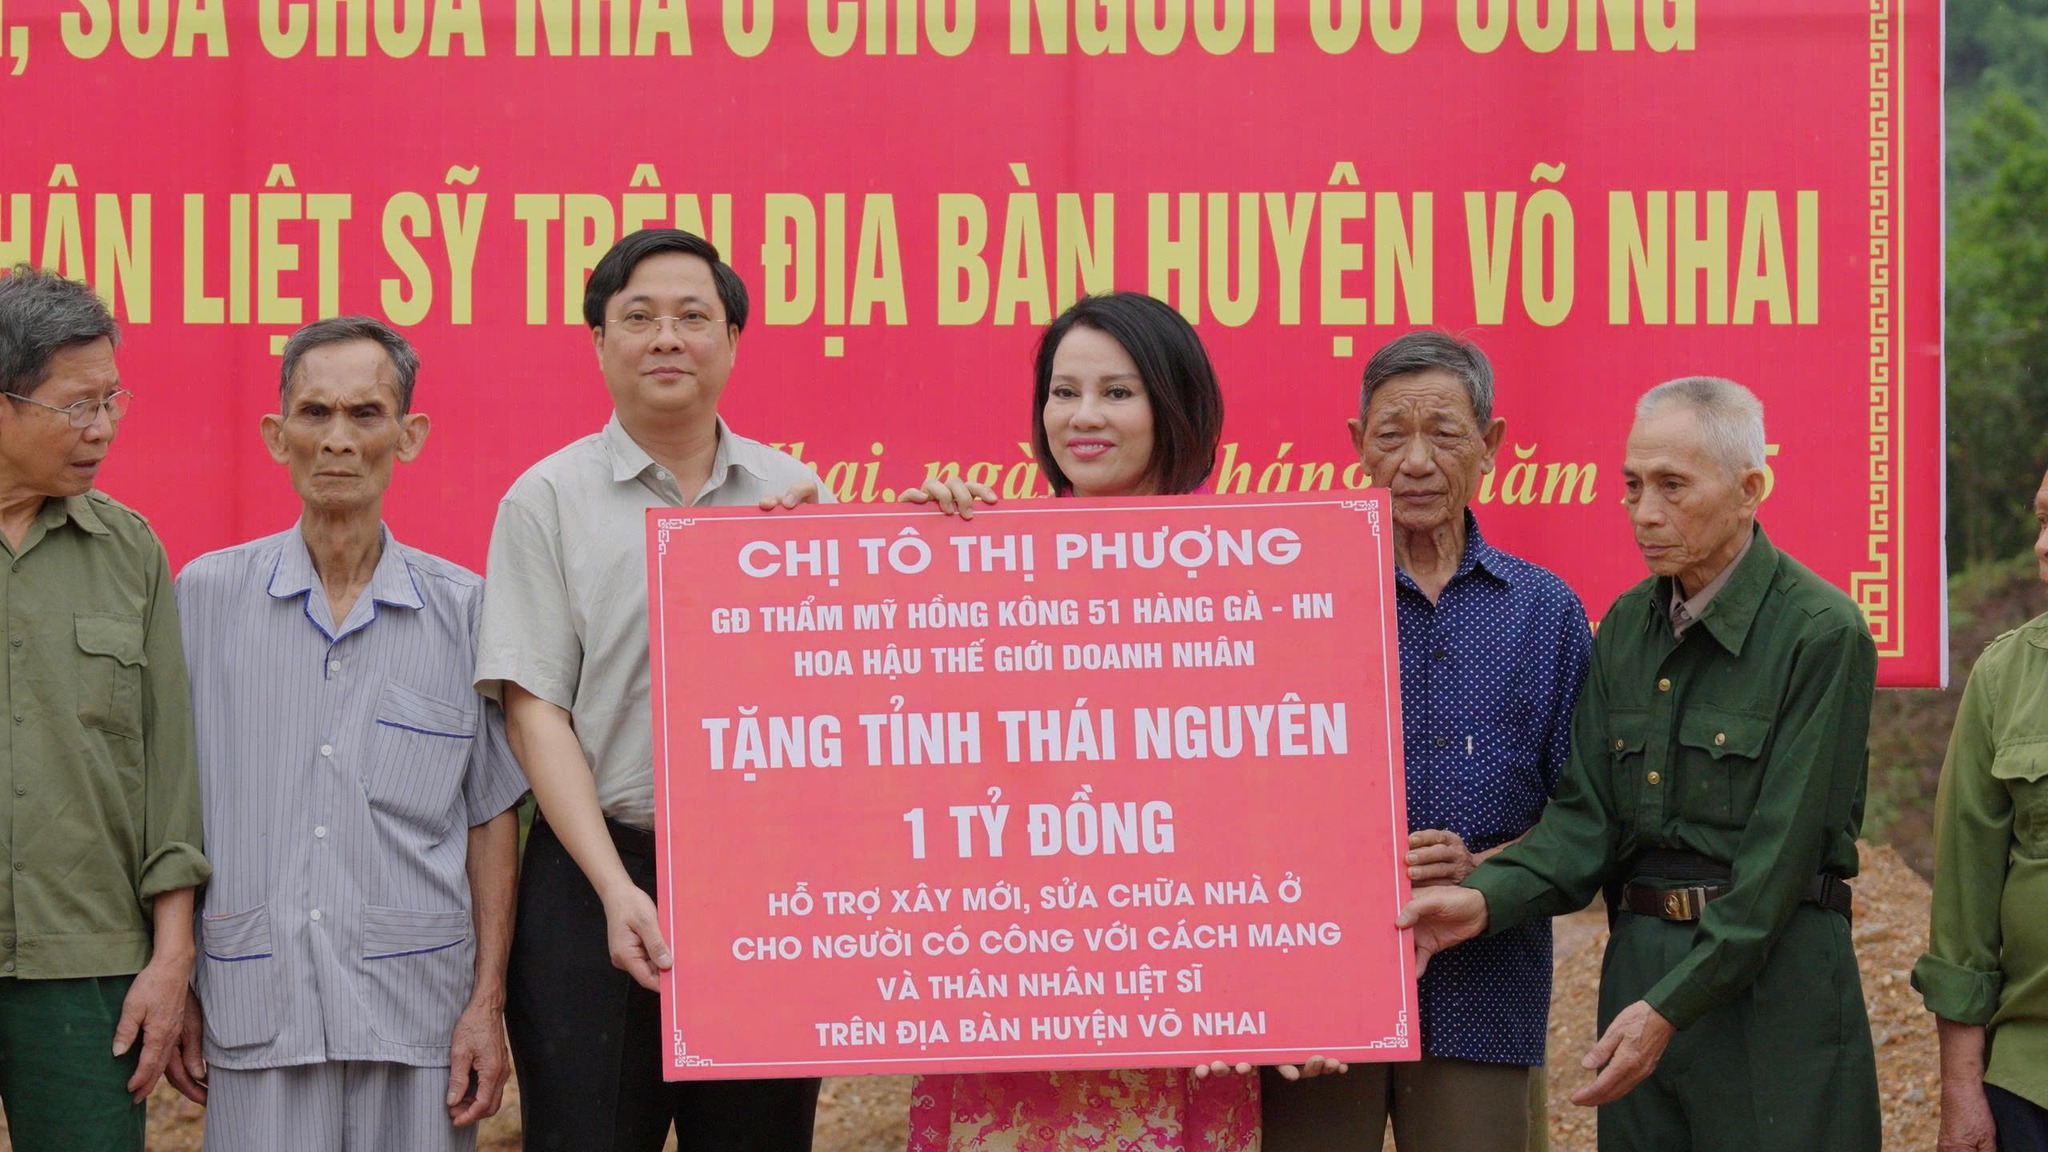 SỬA CHỮA NHÀ Ở CHO NGƯỜI CÓ CÔNG
HÂN LIỆT SỸ TRÊN ĐỊA BÀN HUYỆN VÕ NHAI
Nhai, ngày tháng năm
CHỊ TÔ THỊ PHƯỢNG
GĐ THẨM MỸ HỒNG KÔNG 51 HÀNG GÀ - HN
HOA HẬU THẾ GIỚI DOANH NHÂN
TẶNG TỈNH THÁI NGUYÊN
1 TỶ ĐỒNG
HỖ TRỢ XÂY MỚI, SỬA CHỮA NHÀ Ở
CHO NGƯỜI CÓ CÔNG VỚI CÁCH MẠNG
VÀ THÂN NHÂN LIỆT SĨ
TRÊN ĐỊA BÀN HUYỆN VÕ NHAI